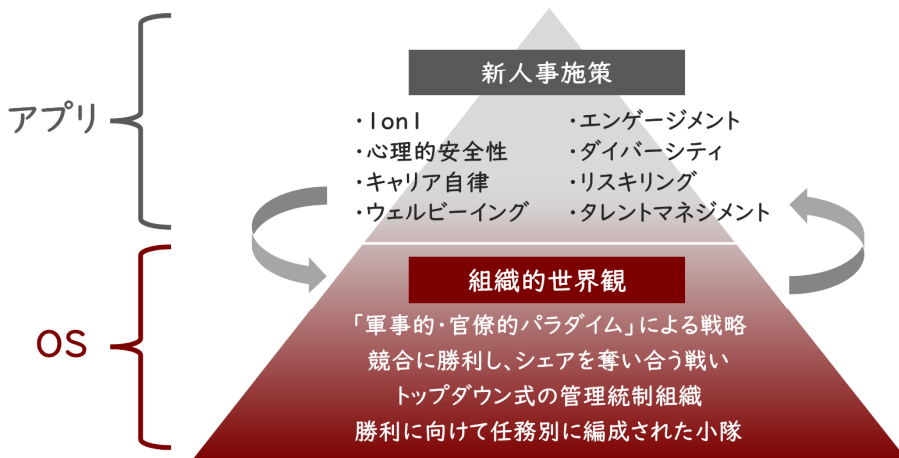 アプリ
新人事施策
・1on1
・心理的安全性
・キャリア自律
・ウェルビーイング
・エンゲージメント
・ダイバーシティ
・リスキリング
・タレントマネジメント
OS
組織的世界観
「軍事的・官僚的パラダイム」による戦略
競合に勝利し、シェアを奪い合う戦い
トップダウン式の管理統制組織
勝利に向けて任務別に編成された小隊